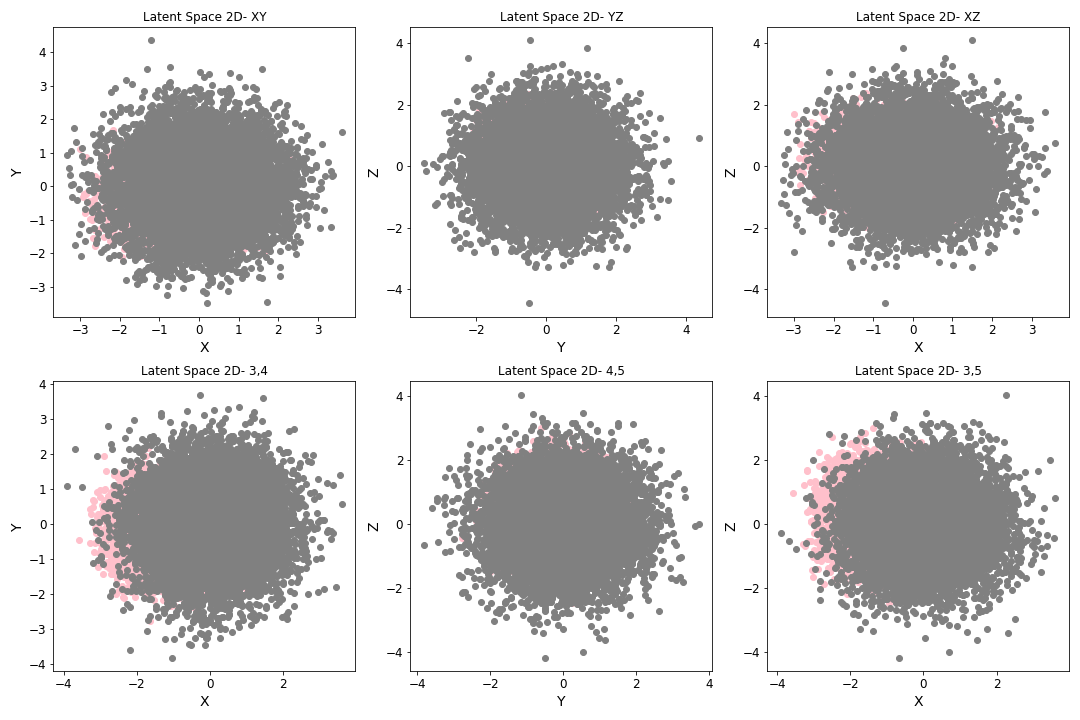 Latent Space 2D- XY
Latent Space 2D- YZ
Latent Space 2D- XZ
4
3
2
1
0
−1
−2
−3
Y
−3 −2 −1 0 1 2 3
X
4
2
0
−2
−4
Z
−2 0 2 4
Y
4
2
0
−2
−4
Z
−3 −2 −1 0 1 2 3
X
Latent Space 2D- 3,4
Latent Space 2D- 4,5
Latent Space 2D- 3,5
4
3
2
1
0
−1
−2
−3
−4
Y
−4 −2 0 2
X
4
2
0
−2
−4
Z
−4 −2 0 2 4
Y
4
2
0
−2
−4
Z
−4 −2 0 2
X